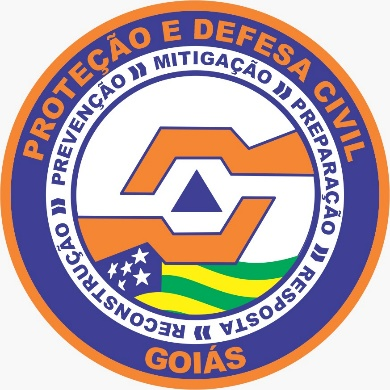 PROTEÇÃO E DEFESA CIVIL
PREVENÇÃO » MITIGAÇÃO » PREPARAÇÃO » RESPOSTA » RECONSTRUÇÃO »
GOIÁS